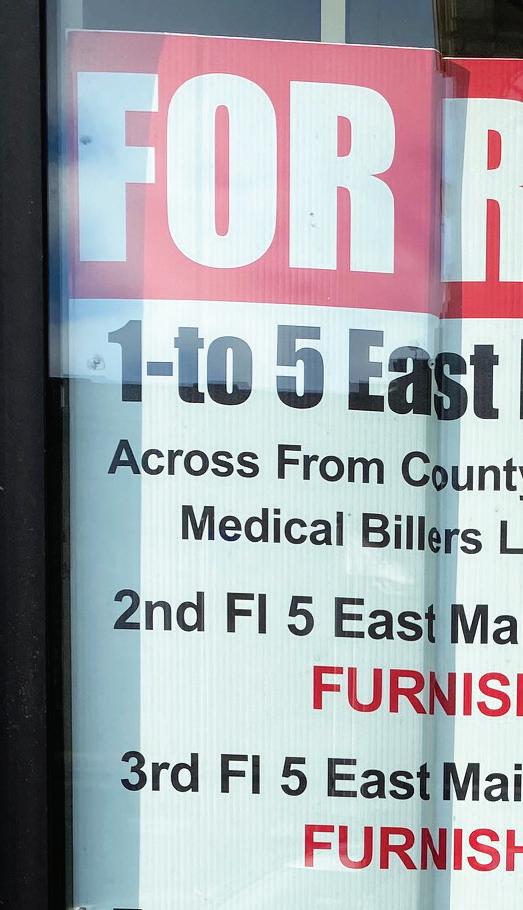 FOR R
1-to 5 East
Across From County
Medical Billers L
2nd Fl 5 East Ma
FURNISH
3rd Fl 5 East Mai
FURNISH